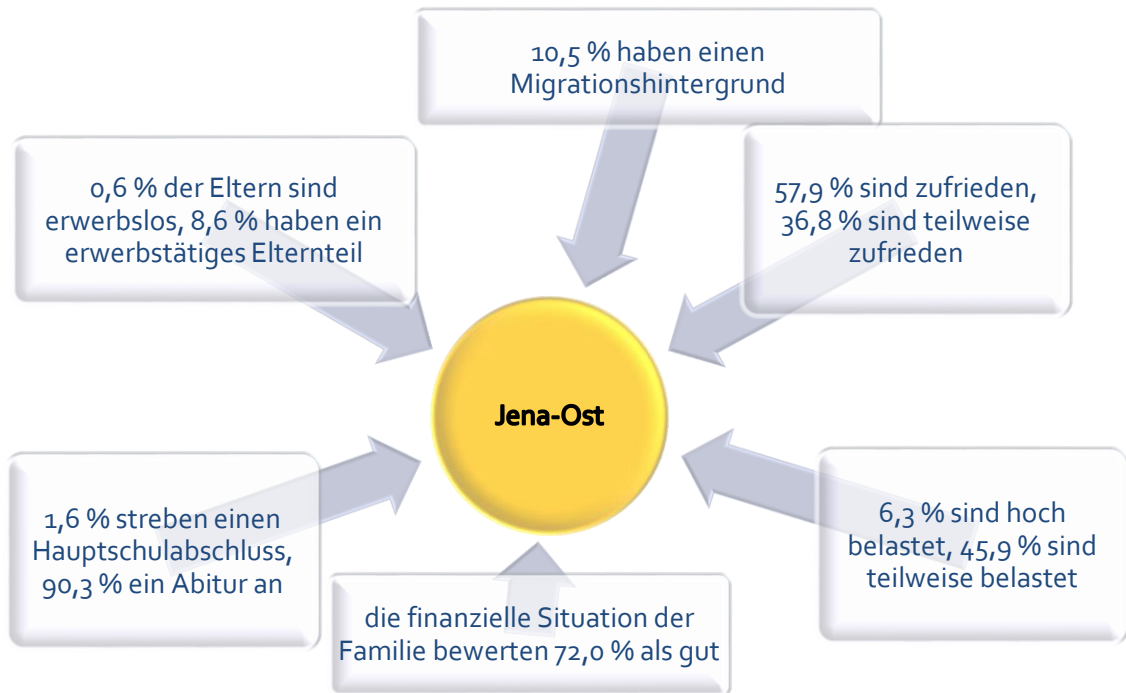 10,5 % haben einen
Migrationshintergrund
0,6 % der Eltern sind
erwerbslos, 8,6 % haben ein
erwerbstätiges Elternteil
57,9 % sind zufrieden,
36,8 % sind teilweise
zufrieden
Jena-Ost
1,6 % streben einen
Hauptschulabschluss,
90,3 % ein Abitur an
6,3 % sind hoch
belastet, 45,9 % sind
teilweise belastet
die finanzielle Situation der
Familie bewerten 72,0 % als gut